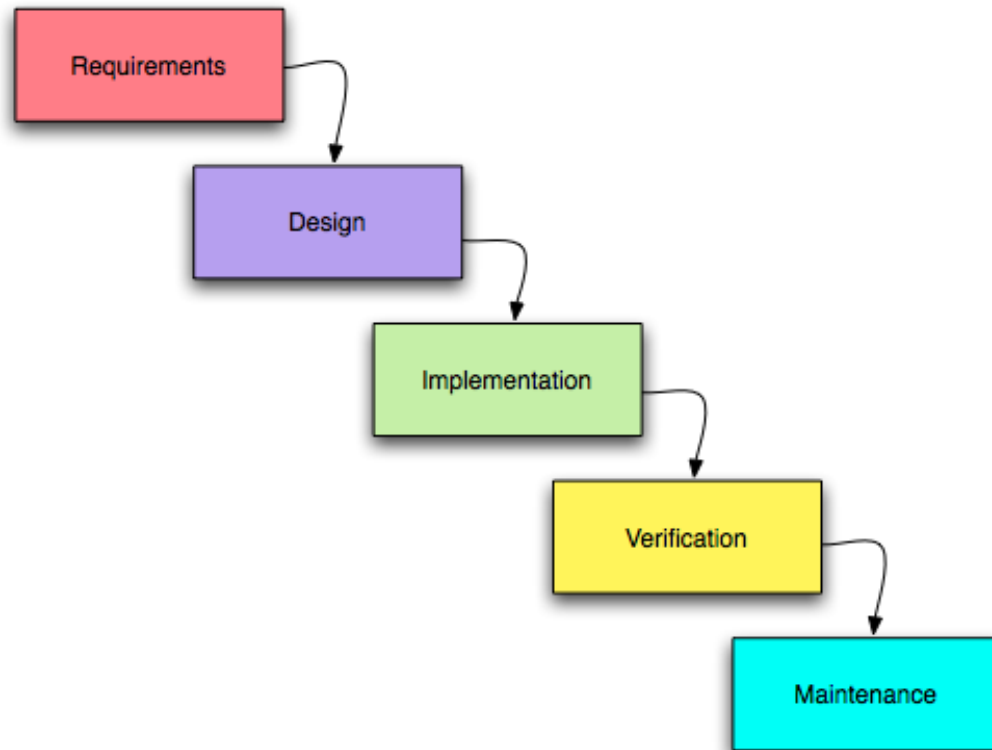 Requirements
Design
Implementation
Verification
Maintenance